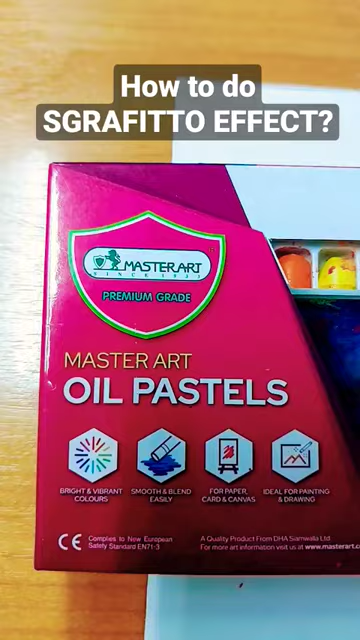 How to do
SGRAFITTO EFFECT?
MASTERART
SINCE 1933
PREMIUM GRADE
MASTER ART
OIL PASTELS
BRIGHT & VIBRANT
COLOURS
SMOOTH & BLEND
EASILY
FOR PAPER,
CARD & CANVAS
IDEAL FOR PAINTING
& DRAWING
CE
Complies to New European
Safety Standard EN71-3
A Quality Product From DHA Siamwalla Ltd
For more art information visit us at www.masterart.c